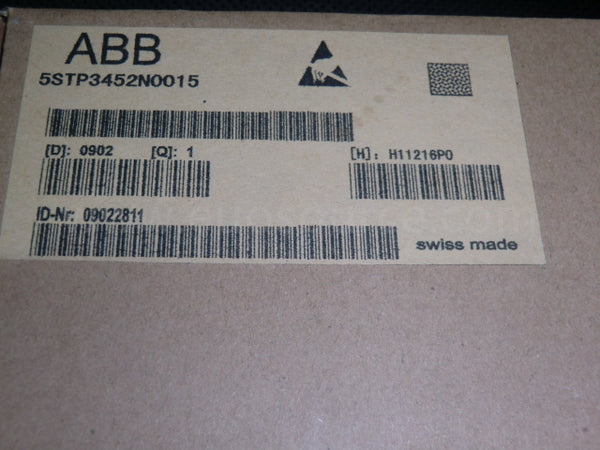 ABB
5STP3452N0015
[D]: 0902 [Q]: 1 [H]: H11216P0
ID-Nr: 09022811
swiss made